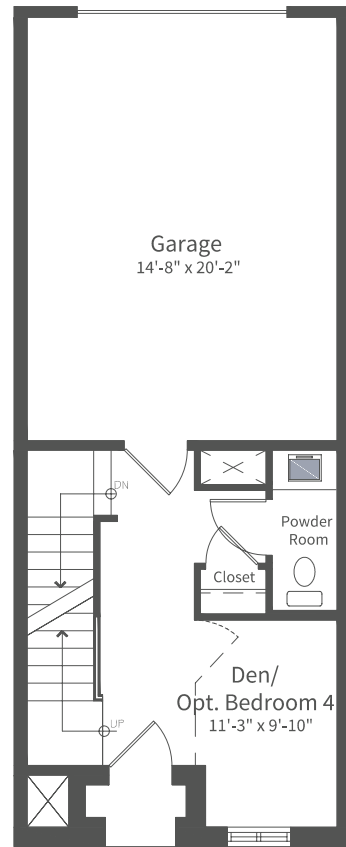 Garage
14'-8" x 20'-2"
DN
Powder
Room
Closet
Den/
Opt. Bedroom 4
11'-3" x 9'-10"
UP